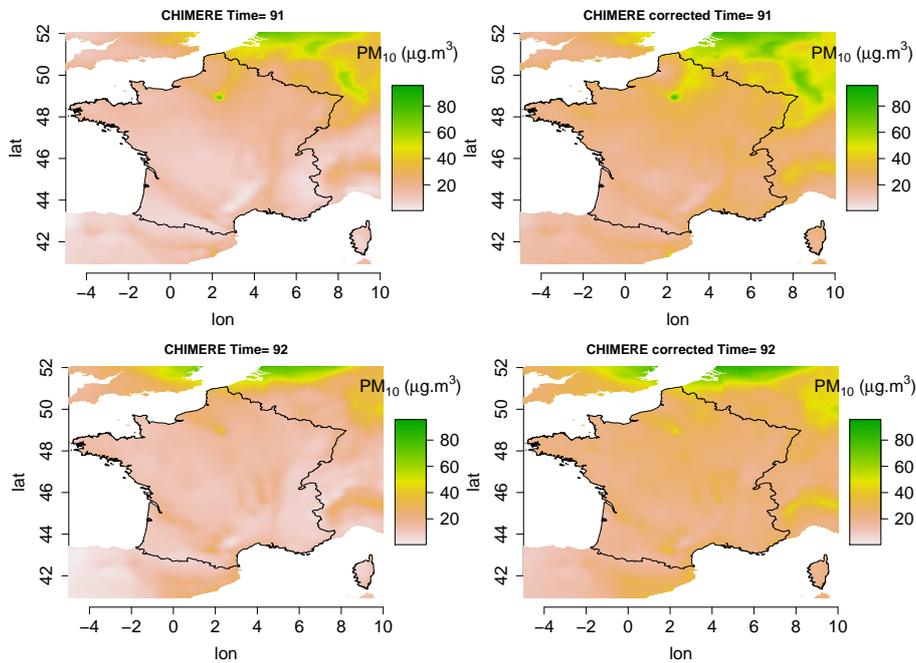 CHIMERE Time= 91
PM10 (μg.m3)
80
60
40
20
52
50
48
46
44
42
lat
−4 −2 0 2 4 6 8 10
lon
CHIMERE corrected Time= 91
PM10 (μg.m3)
80
60
40
20
52
50
48
46
44
42
lat
−4 −2 0 2 4 6 8 10
lon
CHIMERE Time= 92
PM10 (μg.m3)
80
60
40
20
52
50
48
46
44
42
lat
−4 −2 0 2 4 6 8 10
lon
CHIMERE corrected Time= 92
PM10 (μg.m3)
80
60
40
20
52
50
48
46
44
42
lat
−4 −2 0 2 4 6 8 10
lon